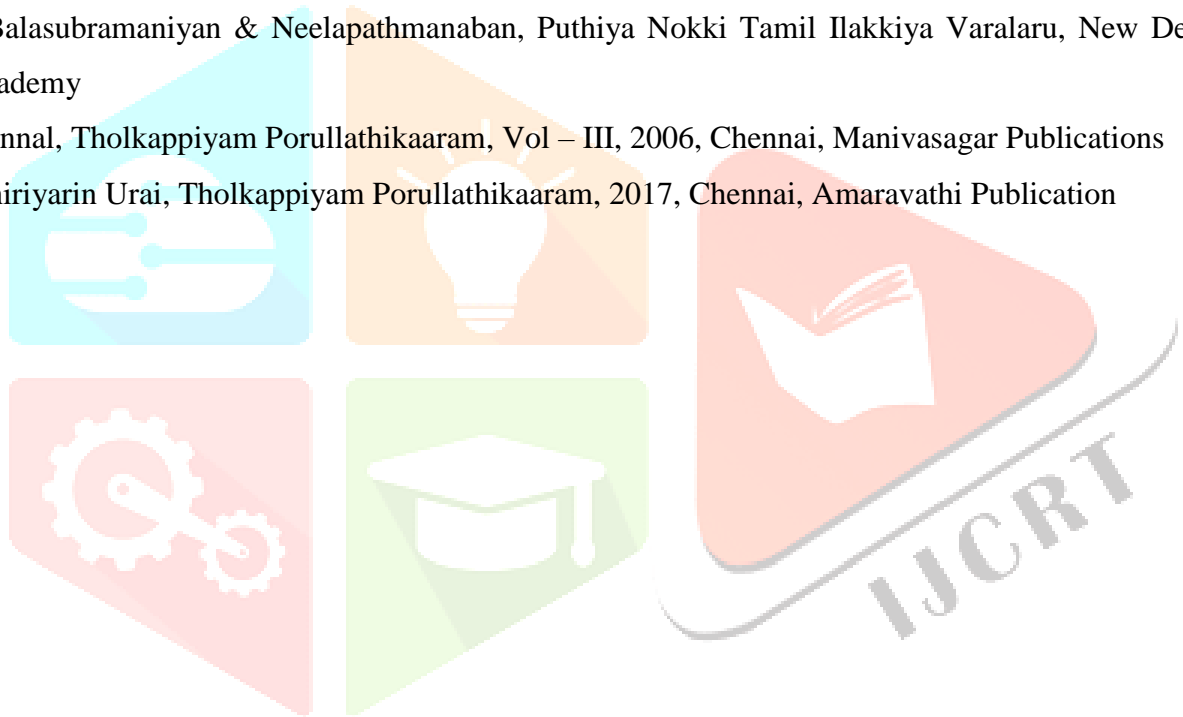 Balasubramaniyan & Neelapathmanaban, Puthiya Nokki Tamil Ilakkiya Varalaru, New De
ademy
nnal, Tholkappiyam Porullathikaaram, Vol – III, 2006, Chennai, Manivasagar Publications
iriyarin Urai, Tholkappiyam Porullathikaaram, 2017, Chennai, Amaravathi Publication
IJCRT